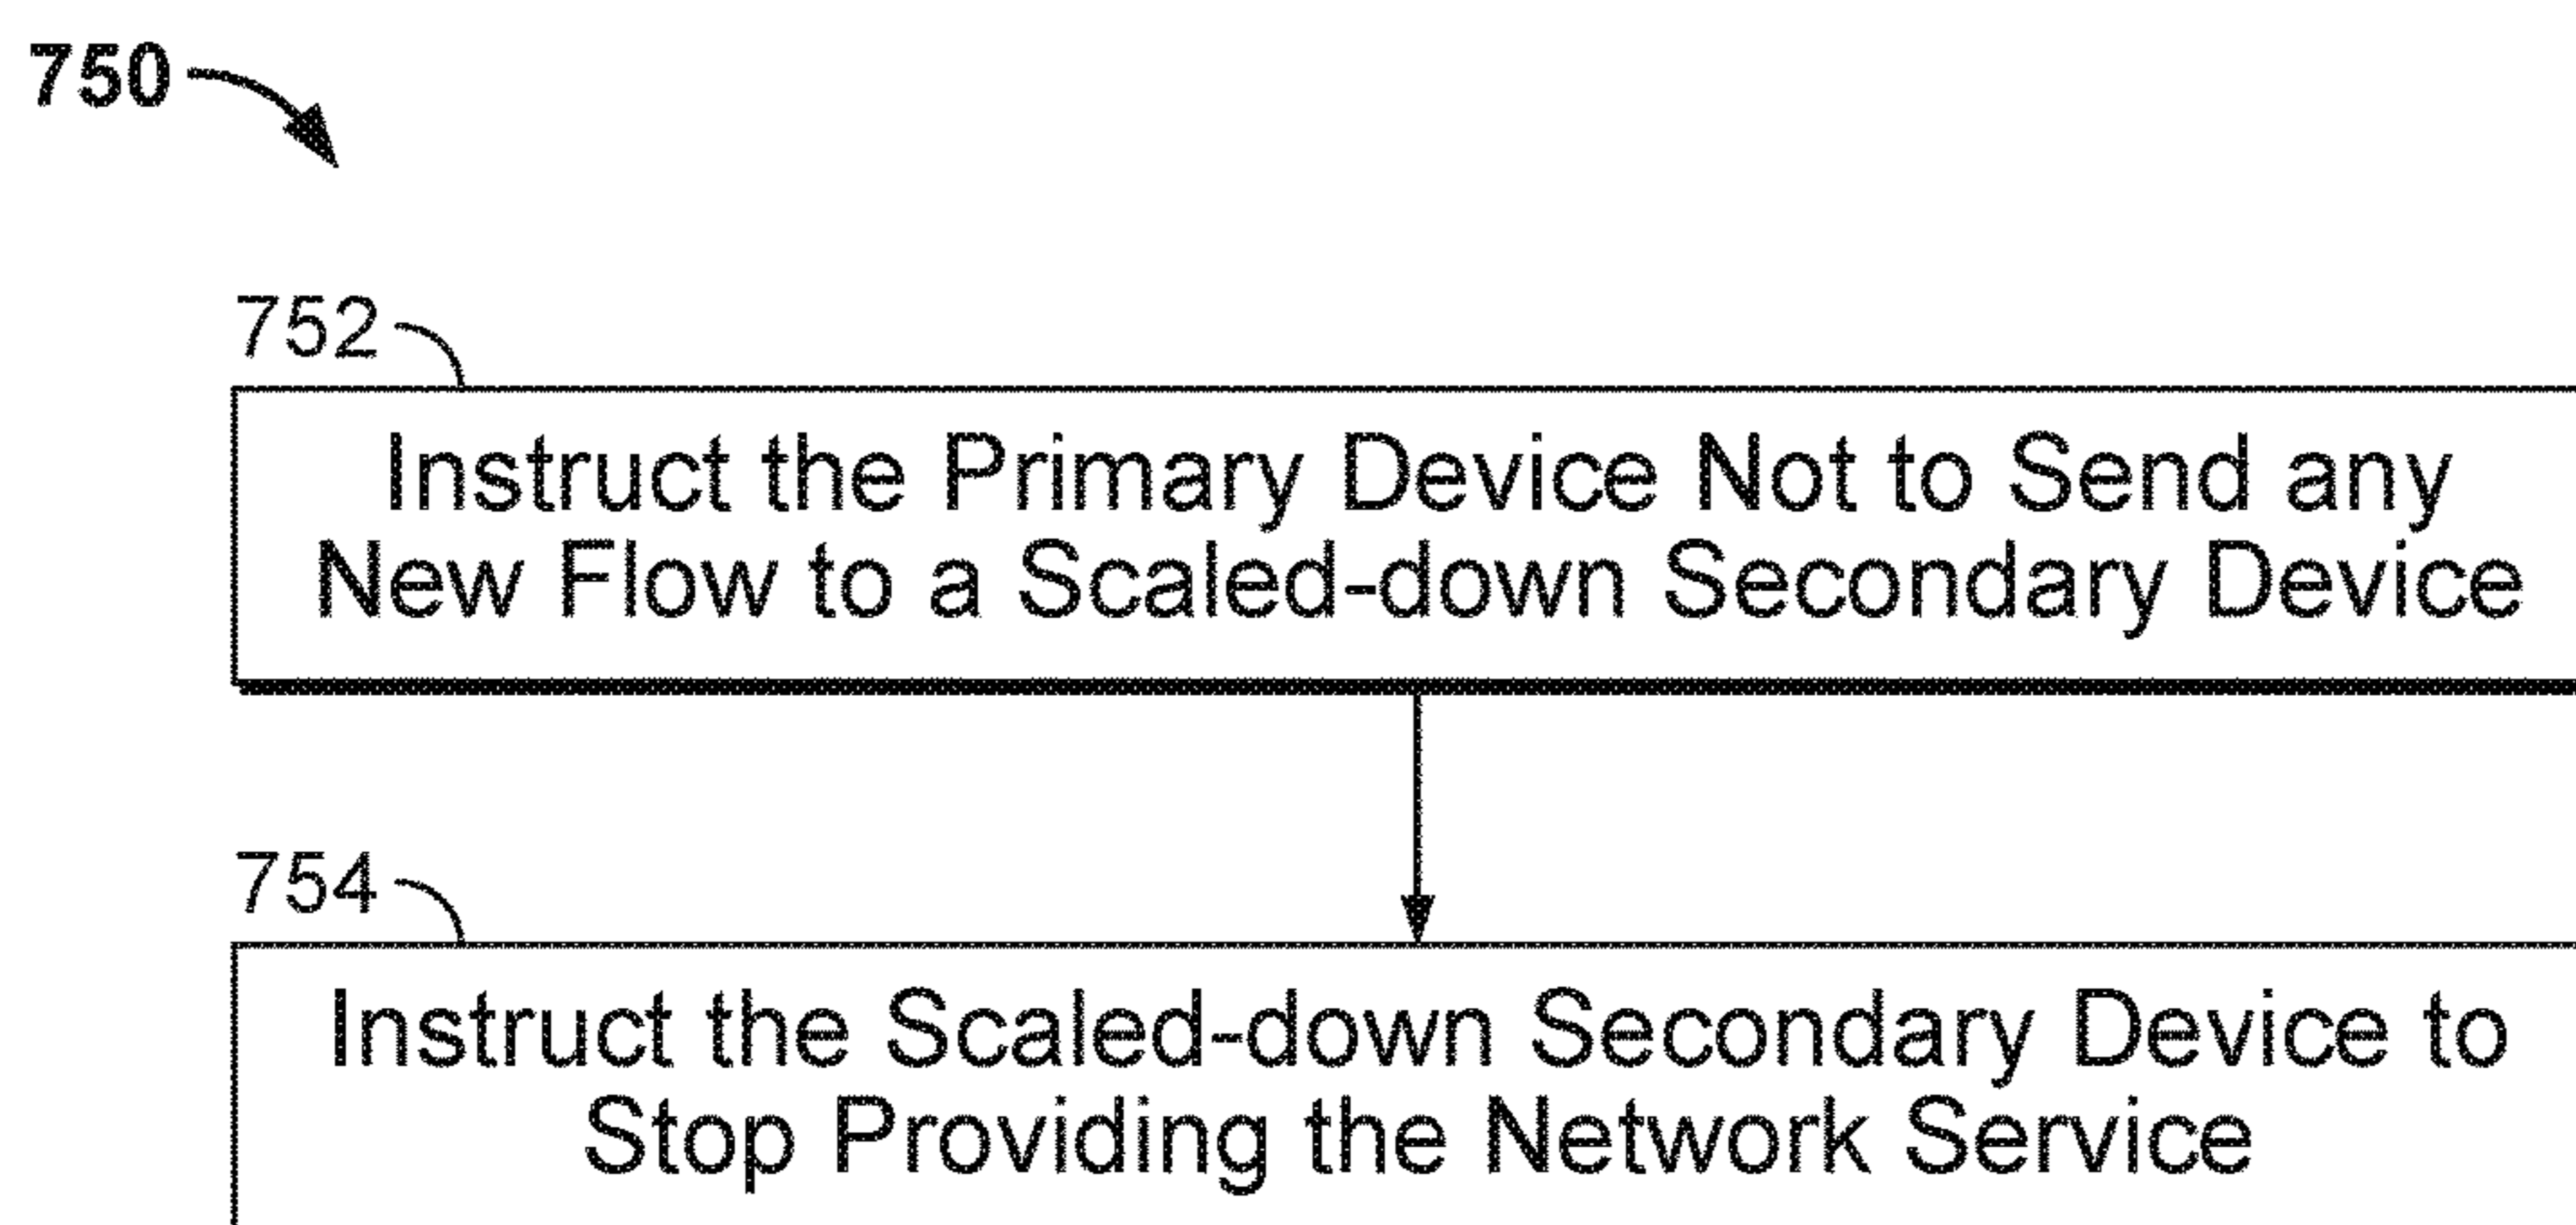 750
752
Instruct the Primary Device Not to Send any
New Flow to a Scaled-down Secondary Device
754
Instruct the Scaled-down Secondary Device to
Stop Providing the Network Service